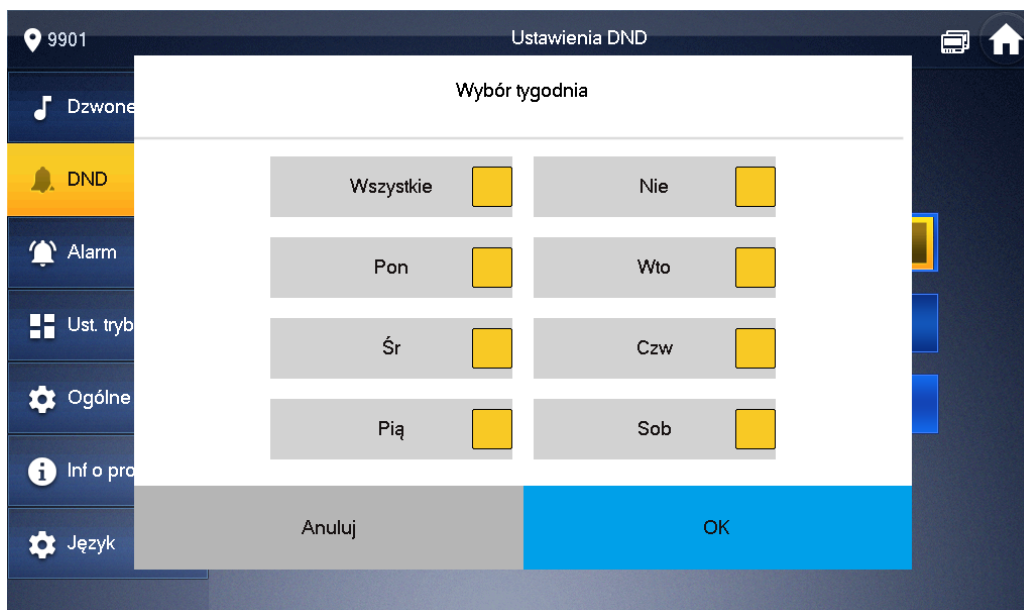 9901
Ustawienia DND
Dzwone
DND
Alarm
Ust. tryb
Ogólne
Inf o pro
Język
Wybór tygodnia
Wszystkie
Nie
Pon
Wto
Śr
Czw
Pią
Sob
Anuluj
OK